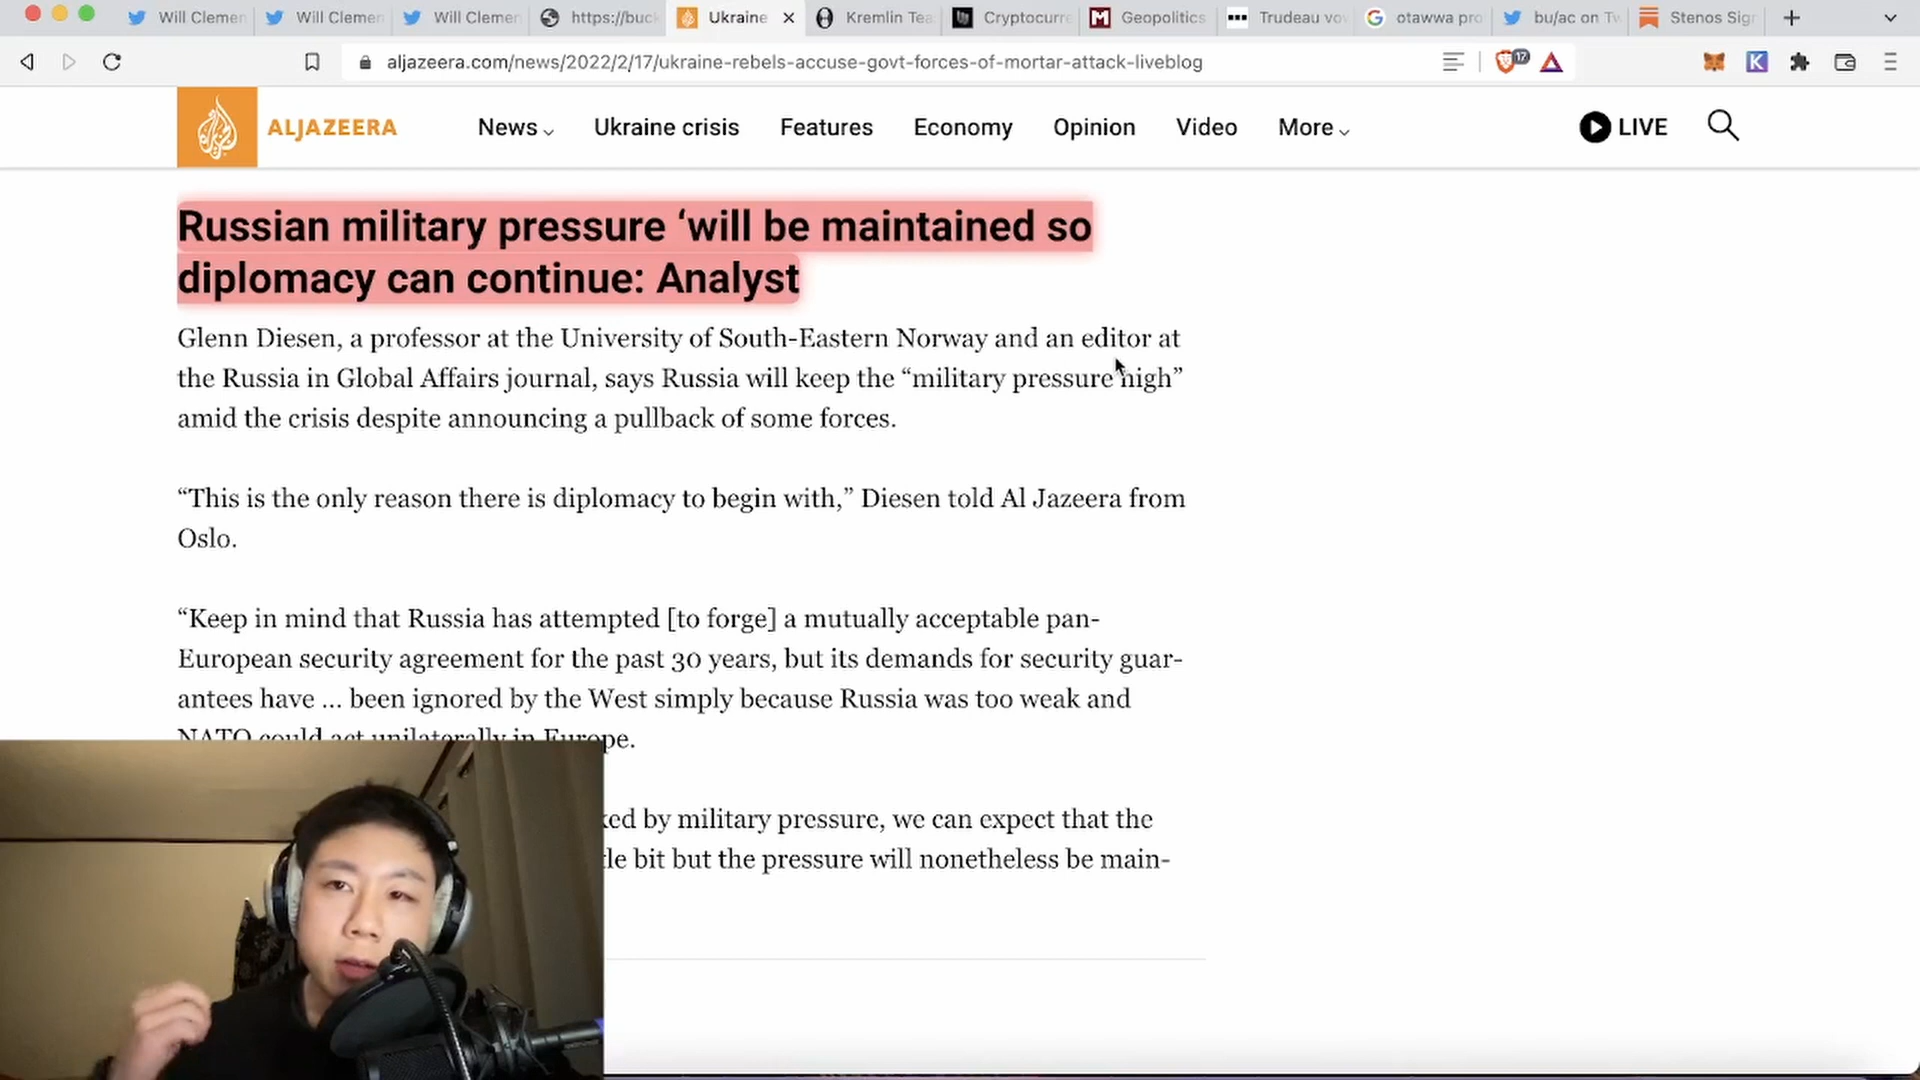 Will Clemen
Will Clemen
Will Clemen
https://buck
Ukraine
Kremlin Tea
Cryptocurre
Geopolitics
Trudeau vo
otawwa pro
bu/ac on Tw
Stenos Sig
aljazeera.com/news/2022/2/17/ukraine-rebels-accuse-govt-forces-of-mortar-attack-liveblog
17
K
ALJAZEERA
News
Ukraine crisis
Features
Economy
Opinion
Video
More
LIVE
Russian military pressure ‘will be maintained so
diplomacy can continue: Analyst
Glenn Diesen, a professor at the University of South-Eastern Norway and an editor at
the Russia in Global Affairs journal, says Russia will keep the “military pressure high”
amid the crisis despite announcing a pullback of some forces.
“This is the only reason there is diplomacy to begin with,” Diesen told Al Jazeera from
Oslo.
“Keep in mind that Russia has attempted [to forge] a mutually acceptable pan-
European security agreement for the past 30 years, but its demands for security guar-
antees have ... been ignored by the West simply because Russia was too weak and
NATO could act unilaterally in Europe.
ked by military pressure, we can expect that the
tle bit but the pressure will nonetheless be main-